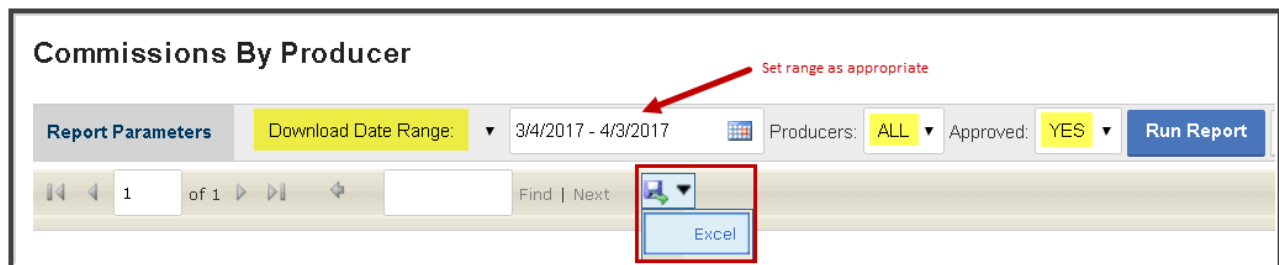 Commissions By Producer
Set range as appropriate
Report Parameters Download Date Range: 3/4/2017 - 4/3/2017 Producers: ALL Approved: YES Run Report
1 of 1 Find | Next
Excel